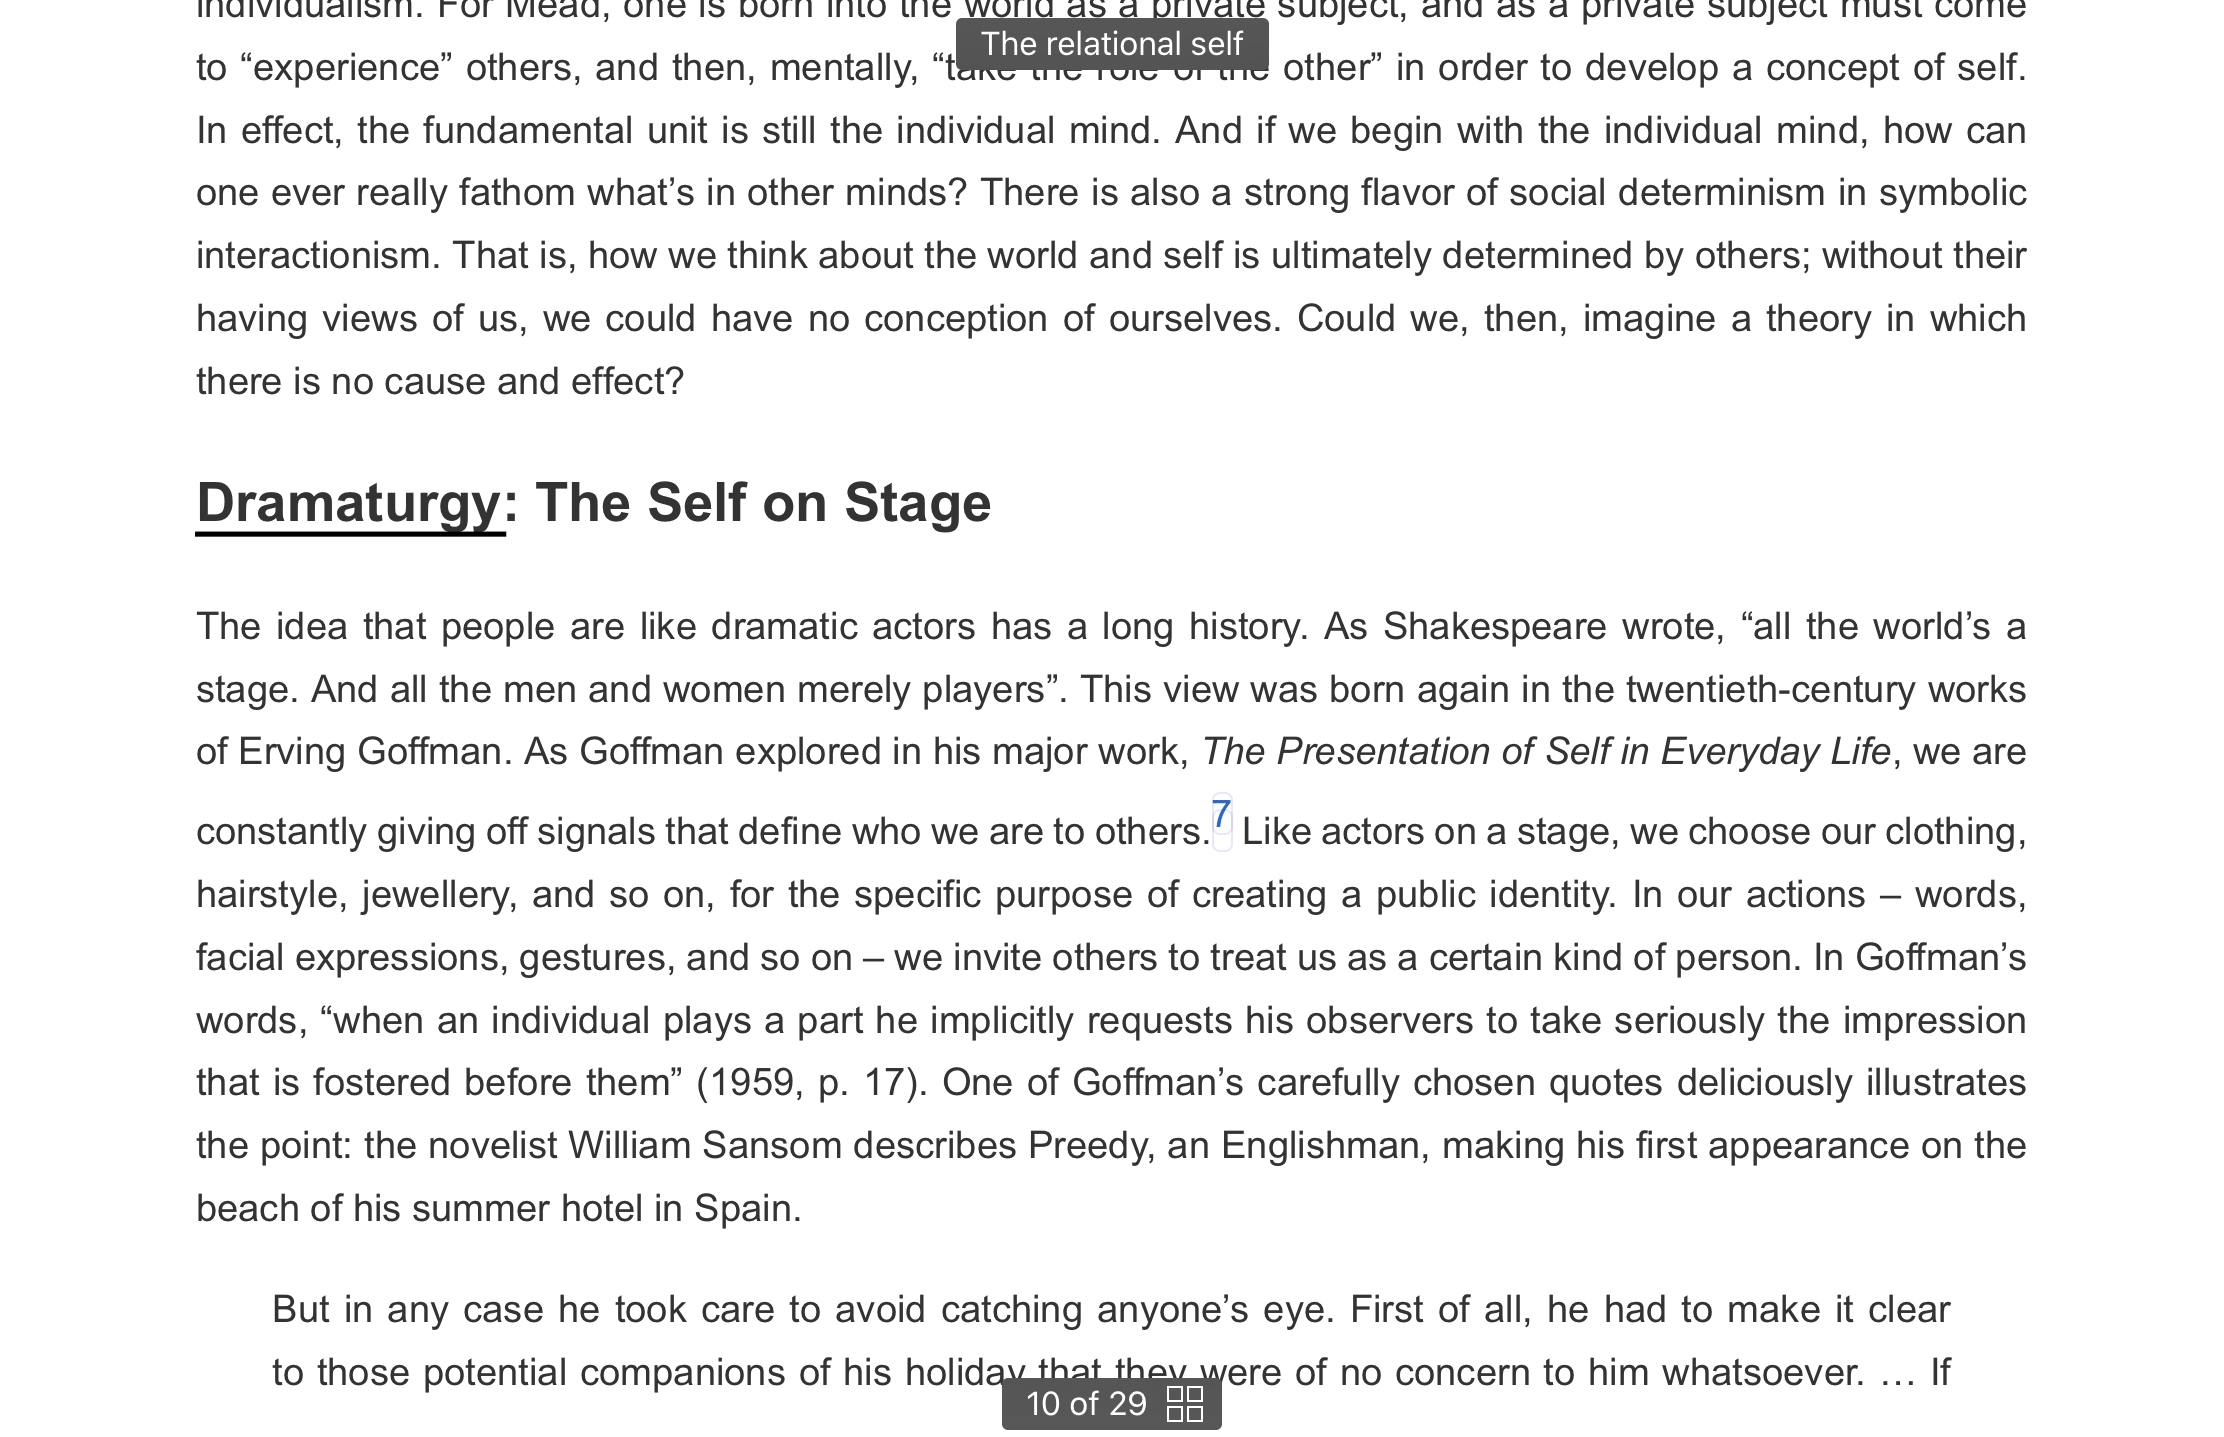 individualism. For Mead, one is born into the world as a private subject, and as a private subject must come
The relational self
to “experience” others, and then, mentally, “take the role of the other” in order to develop a concept of self.
In effect, the fundamental unit is still the individual mind. And if we begin with the individual mind, how can
one ever really fathom what’s in other minds? There is also a strong flavor of social determinism in symbolic
interactionism. That is, how we think about the world and self is ultimately determined by others; without their
having views of us, we could have no conception of ourselves. Could we, then, imagine a theory in which
there is no cause and effect?
Dramaturgy: The Self on Stage
The idea that people are like dramatic actors has a long history. As Shakespeare wrote, “all the world’s a
stage. And all the men and women merely players”. This view was born again in the twentieth-century works
of Erving Goffman. As Goffman explored in his major work, The Presentation of Self in Everyday Life, we are
constantly giving off signals that define who we are to others.7 Like actors on a stage, we choose our clothing,
hairstyle, jewellery, and so on, for the specific purpose of creating a public identity. In our actions – words,
facial expressions, gestures, and so on – we invite others to treat us as a certain kind of person. In Goffman’s
words, “when an individual plays a part he implicitly requests his observers to take seriously the impression
that is fostered before them” (1959, p. 17). One of Goffman’s carefully chosen quotes deliciously illustrates
the point: the novelist William Sansom describes Preedy, an Englishman, making his first appearance on the
beach of his summer hotel in Spain.
But in any case he took care to avoid catching anyone’s eye. First of all, he had to make it clear
to those potential companions of his holiday that they were of no concern to him whatsoever. … If
10 of 29